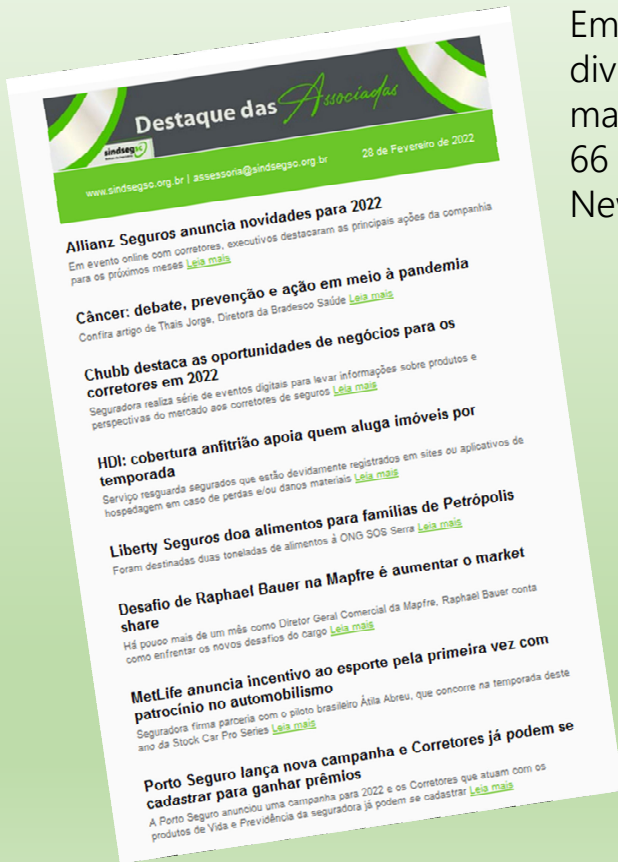 Destaque das Associadas
sindsegsc
www.sindsegsc.org.br | assessoria@sindsegsc.org.br
28 de Fevereiro de 2022
Allianz Seguros anuncia novidades para 2022
Em evento online com corretores, executivos destacaram as principais ações da companhia
para os próximos meses Leia mais
Câncer: debate, prevenção e ação em meio à pandemia
Confira artigo de Thais Jorge, Diretora da Bradesco Saúde Leia mais
Chubb destaca as oportunidades de negócios para os
corretores em 2022
Seguradora realiza série de eventos digitais para levar informações sobre produtos e
perspectivas do mercado aos corretores de seguros Leia mais
HDI: cobertura anfitrião apoia quem aluga imóveis por
temporada
Serviço resguarda segurados que estão devidamente registrados em sites ou aplicativos de
hospedagem em caso de perdas e/ou danos materiais Leia mais
Liberty Seguros doa alimentos para famílias de Petrópolis
Foram destinadas duas toneladas de alimentos à ONG SOS Serra Leia mais
Desafio de Raphael Bauer na Mapfre é aumentar o market
share
Há pouco mais de um mês como Diretor Geral Comercial da Mapfre, Raphael Bauer conta
como enfrentar os novos desafios do cargo Leia mais
MetLife anuncia incentivo ao esporte pela primeira vez com
patrocínio no automobilismo
Seguradora firma parceria com o piloto brasileiro Átila Abreu, que concorre na temporada deste
ano da Stock Car Pro Series Leia mais
Porto Seguro lança nova campanha e Corretores já podem se
cadastrar para ganhar prêmios
A Porto Seguro anunciou uma campanha para 2022 e os Corretores que atuam com os
produtos de Vida e Previdência da seguradora já podem se cadastrar Leia mais
Em
div
ma
66
Ne